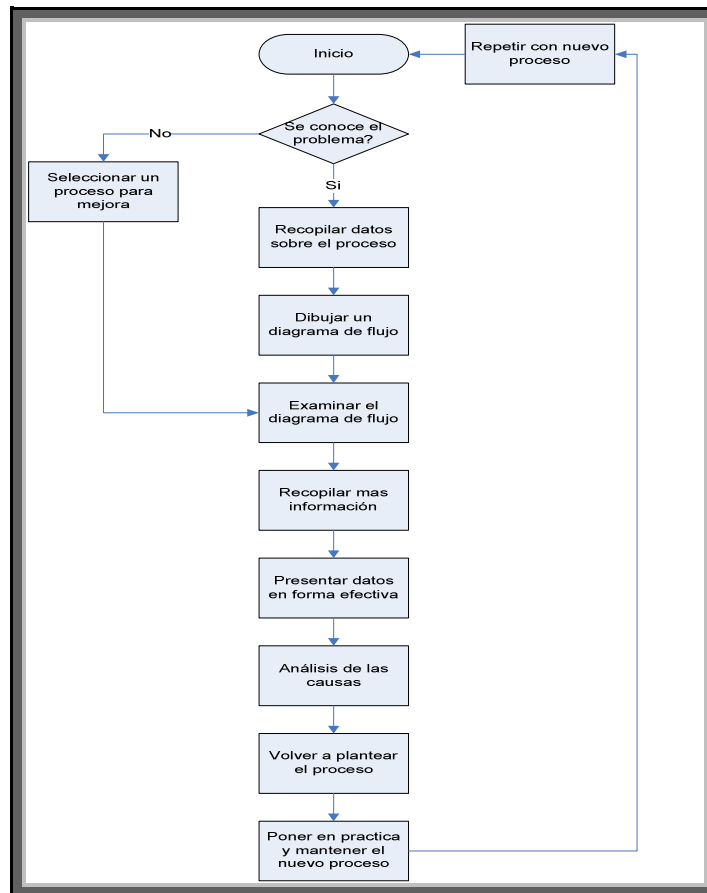 Inicio
Repetir con nuevo
proceso
Se conoce el
problema?
No
Si
Seleccionar un
proceso para
mejora
Recopilar datos
sobre el proceso
Dibujar un
diagrama de flujo
Examinar el
diagrama de flujo
Recopilar mas
información
Presentar datos
en forma efectiva
Análisis de las
causas
Volver a plantear
el proceso
Poner en practica
y mantener el
nuevo proceso